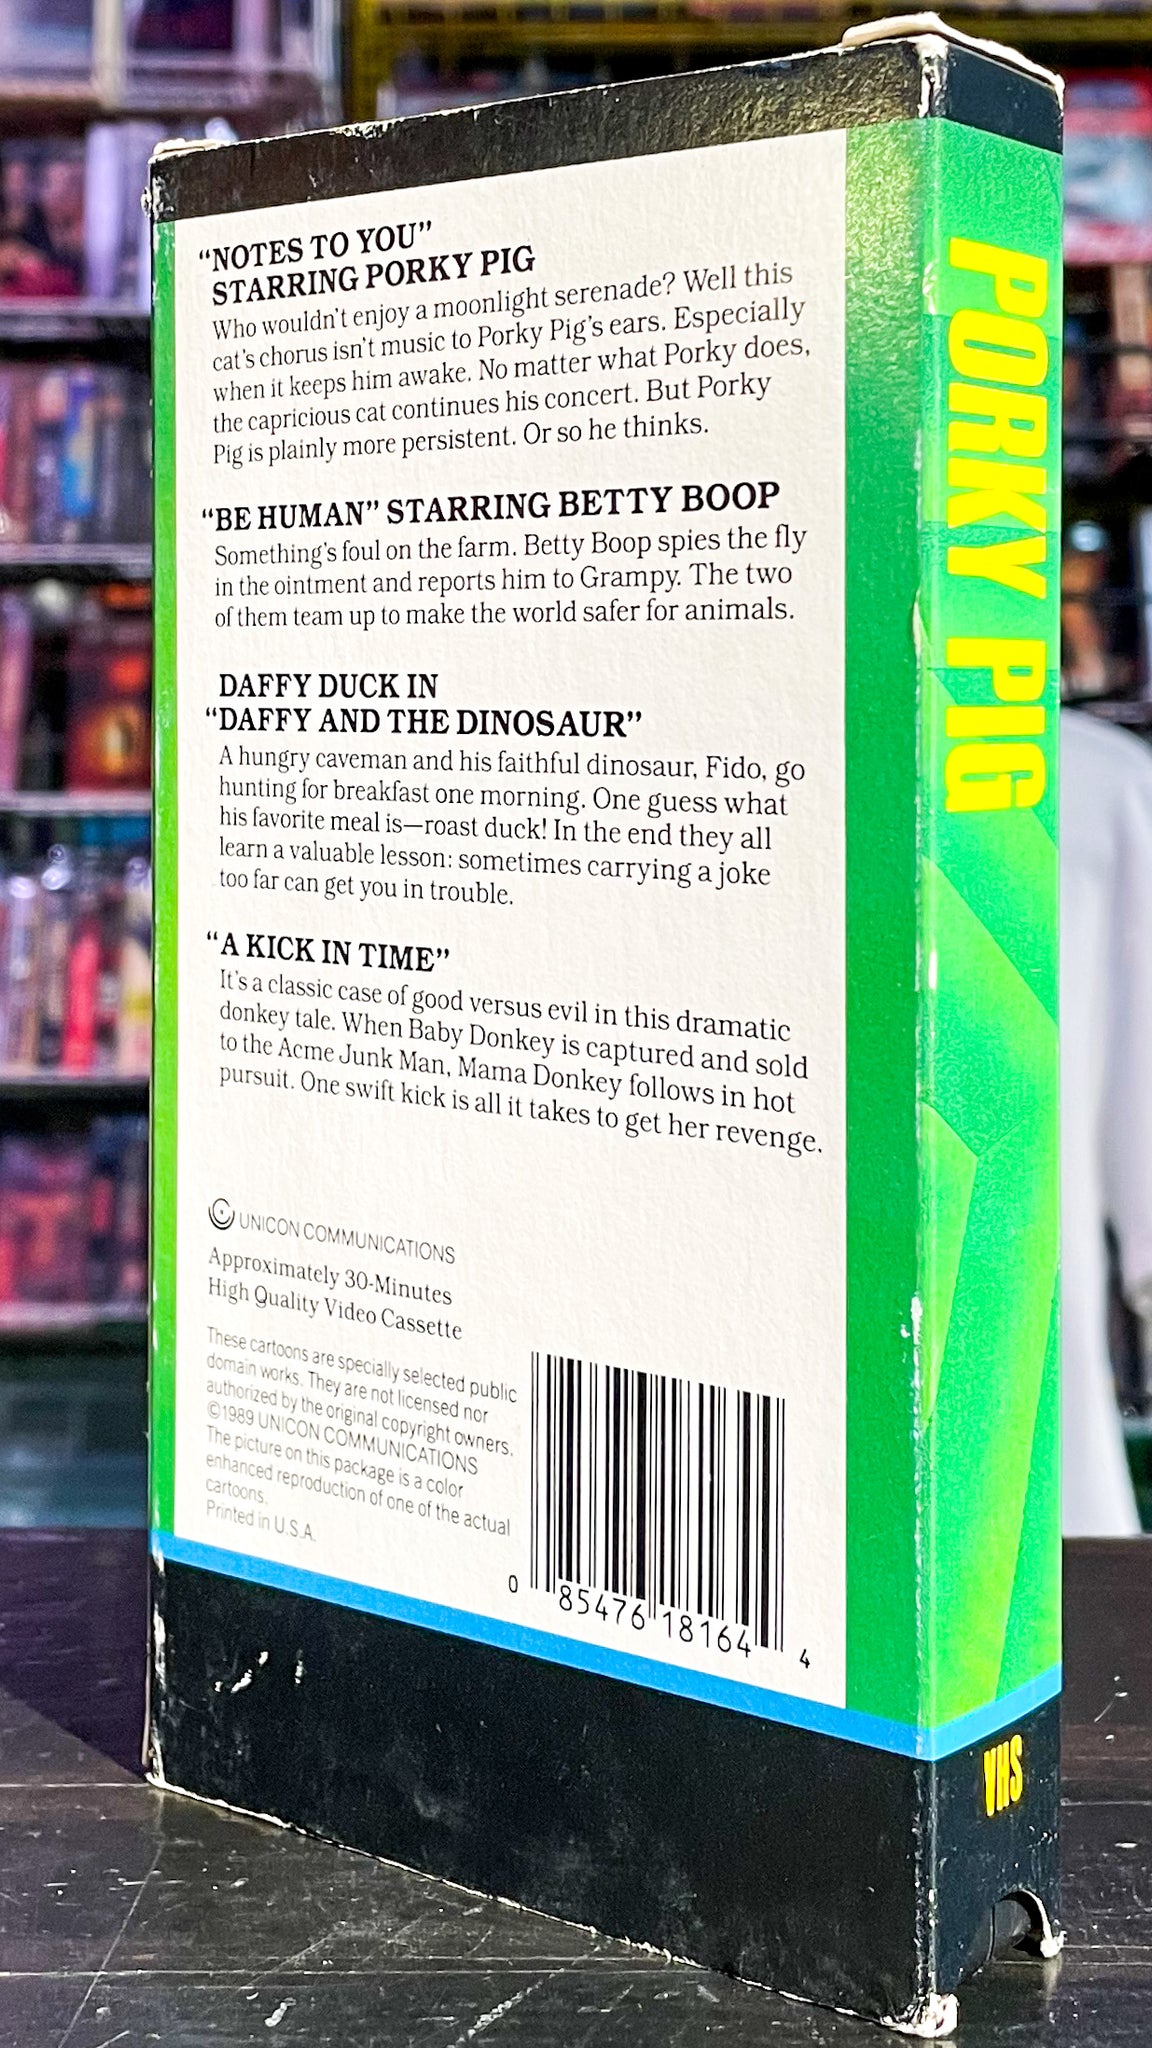 “NOTES TO YOU”
STARRING PORKY PIG
Who wouldn’t enjoy a moonlight serenade? Well this
cat’s chorus isn’t music to Porky Pig’s ears. Especially
when it keeps him awake. No matter what Porky does,
the capricious cat continues his concert. But Porky
Pig is plainly more persistent. Or so he thinks.
“BE HUMAN” STARRING BETTY BOOP
Something’s foul on the farm. Betty Boop spies the fly
in the ointment and reports him to Grampy. The two
of them team up to make the world safer for animals.
DAFFY DUCK IN
“DAFFY AND THE DINOSAUR”
A hungry caveman and his faithful dinosaur, Fido, go
hunting for breakfast one morning. One guess what
his favorite meal is—roast duck! In the end they all
learn a valuable lesson: sometimes carrying a joke
too far can get you in trouble.
“A KICK IN TIME”
It’s a classic case of good versus evil in this dramatic
donkey tale. When Baby Donkey is captured and sold
to the Acme Junk Man, Mama Donkey follows in hot
pursuit. One swift kick is all it takes to get her revenge.
UNICON COMMUNICATIONS
Approximately 30-Minutes
High Quality Video Cassette
These cartoons are specially selected public
domain works. They are not licensed nor
authorized by the original copyright owners.
©1989 UNICON COMMUNICATIONS
The picture on this package is a color
enhanced reproduction of one of the actual
cartoons.
Printed in U.S.A.
0 85476 18164 4
PORKY PIG
VHS